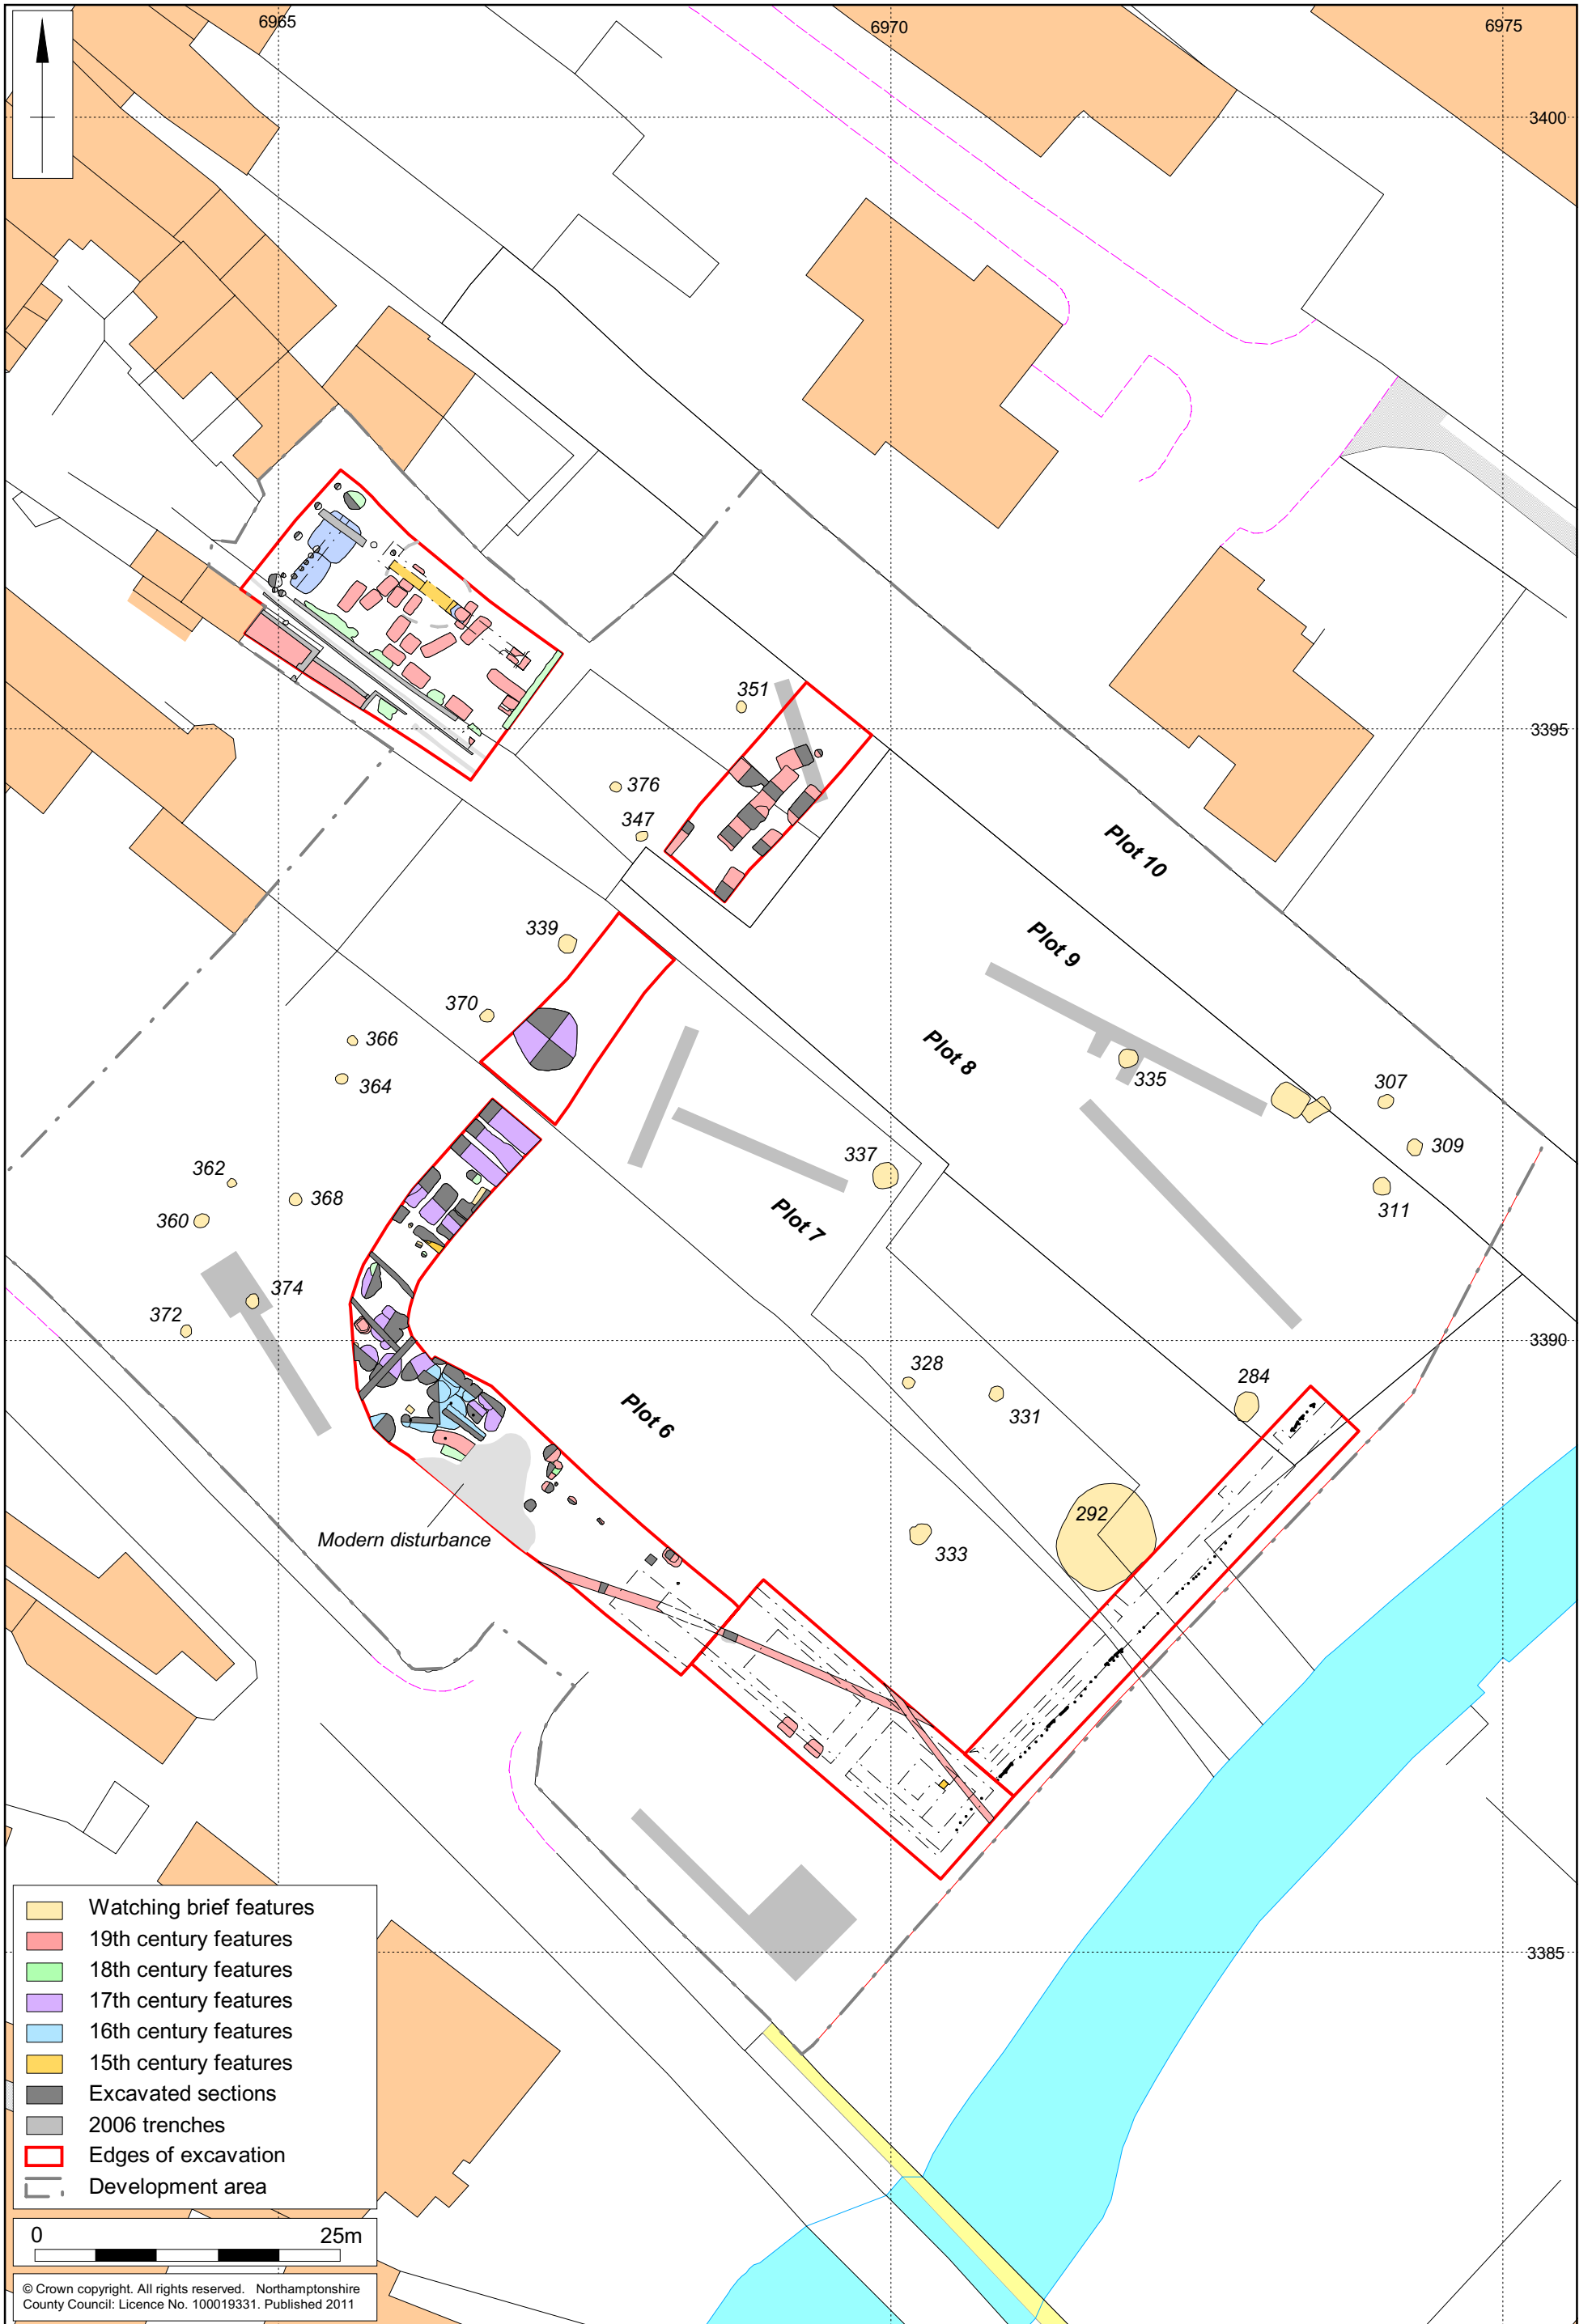 6965
6970
6975
3400
351
3395
376
347
Plot 10
339
Plot 9
370
366
Plot 8
335
307
364
309
337
362
368
311
360
Plot 7
374
372
3390
328
284
331
Plot 6
292
Modern disturbance
333
Watching brief features
19th century features
18th century features
3385
17th century features
16th century features
15th century features
Excavated sections
2006 trenches
Edges of excavation
Development area
0 25m
© Crown copyright. All rights reserved. Northamptonshire
County Council: Licence No. 100019331. Published 2011